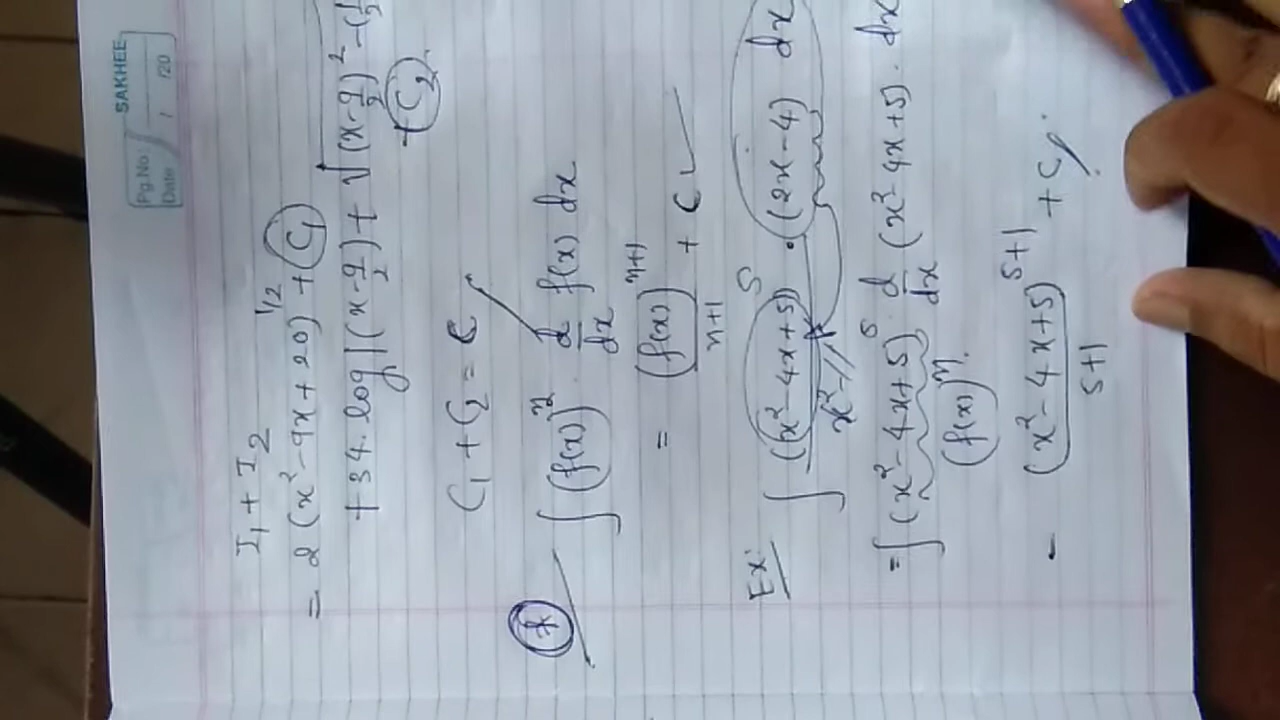 SAKHEE
Pg.No:
Date / /20
I₁ + I₂
= 2 (x² - 9x + 20)^1/2 + C₁
+ 34. log |(x - 9/2) + √(x - 9/2)² - (1/2
+ C₂.
C₁ + C₂ = C
* ∫ (f(x))^n . d/dx f(x) dx
= (f(x))^n+1 / n+1 + C
Ex: ∫ (x² - 4x + 5)^5 . (2x - 4) dx
x² - //
= ∫ (x² - 4x + 5)^5 . d/dx (x² - 4x + 5) . dx
(f(x))^n.
- (x² - 4x + 5)^5+1 / 5+1 + C